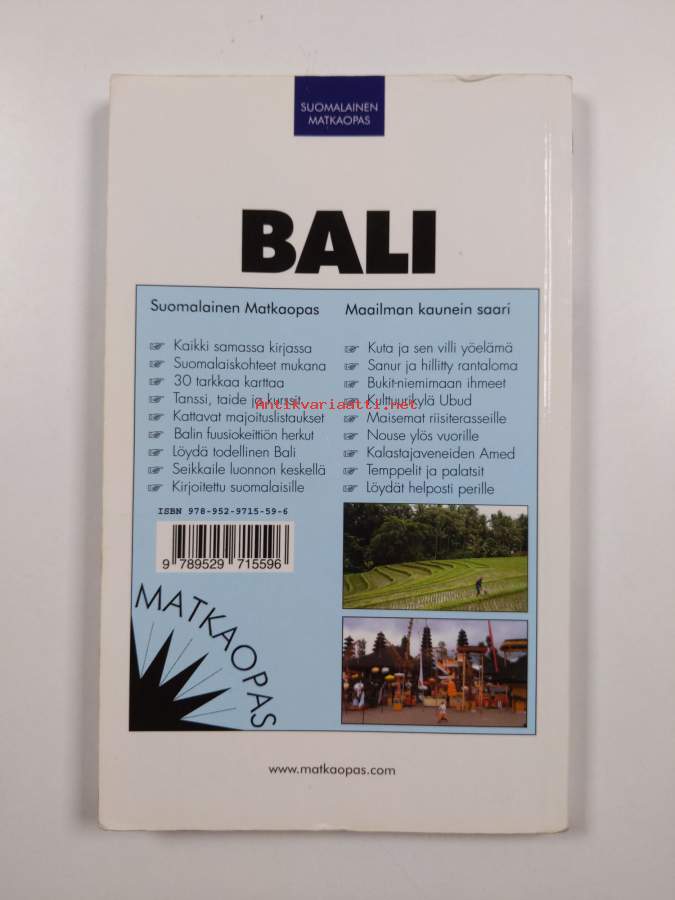 SUOMALAINEN
MATKAOPAS
BALI
Suomalainen Matkaopas
Kaikki samassa kirjassa
Suomalaiskohteet mukana
30 tarkkaa karttaa
Tanssi, taide ja kurssit
Kattavat majoituslistaukset
Balin fuusiokeittiön herkut
Löydä todellinen Bali
Seikkaile luonnon keskellä
Kirjoitettu suomalaisille
Maailman kaunein saari
Kuta ja sen villi yöelämä
Sanur ja hillitty rantaloma
Bukit-niemimaan ihmeet
Kulttuurikylä Ubud
Maisemat riisiterasseille
Nouse ylös vuorille
Kalastajaveneiden Amed
Temppelit ja palatsit
Löydät helposti perille
Antikvariaatti.net
ISBN 978-952-9715-59-6
9 789529 715596
MATKAOPAS
www.matkaopas.com